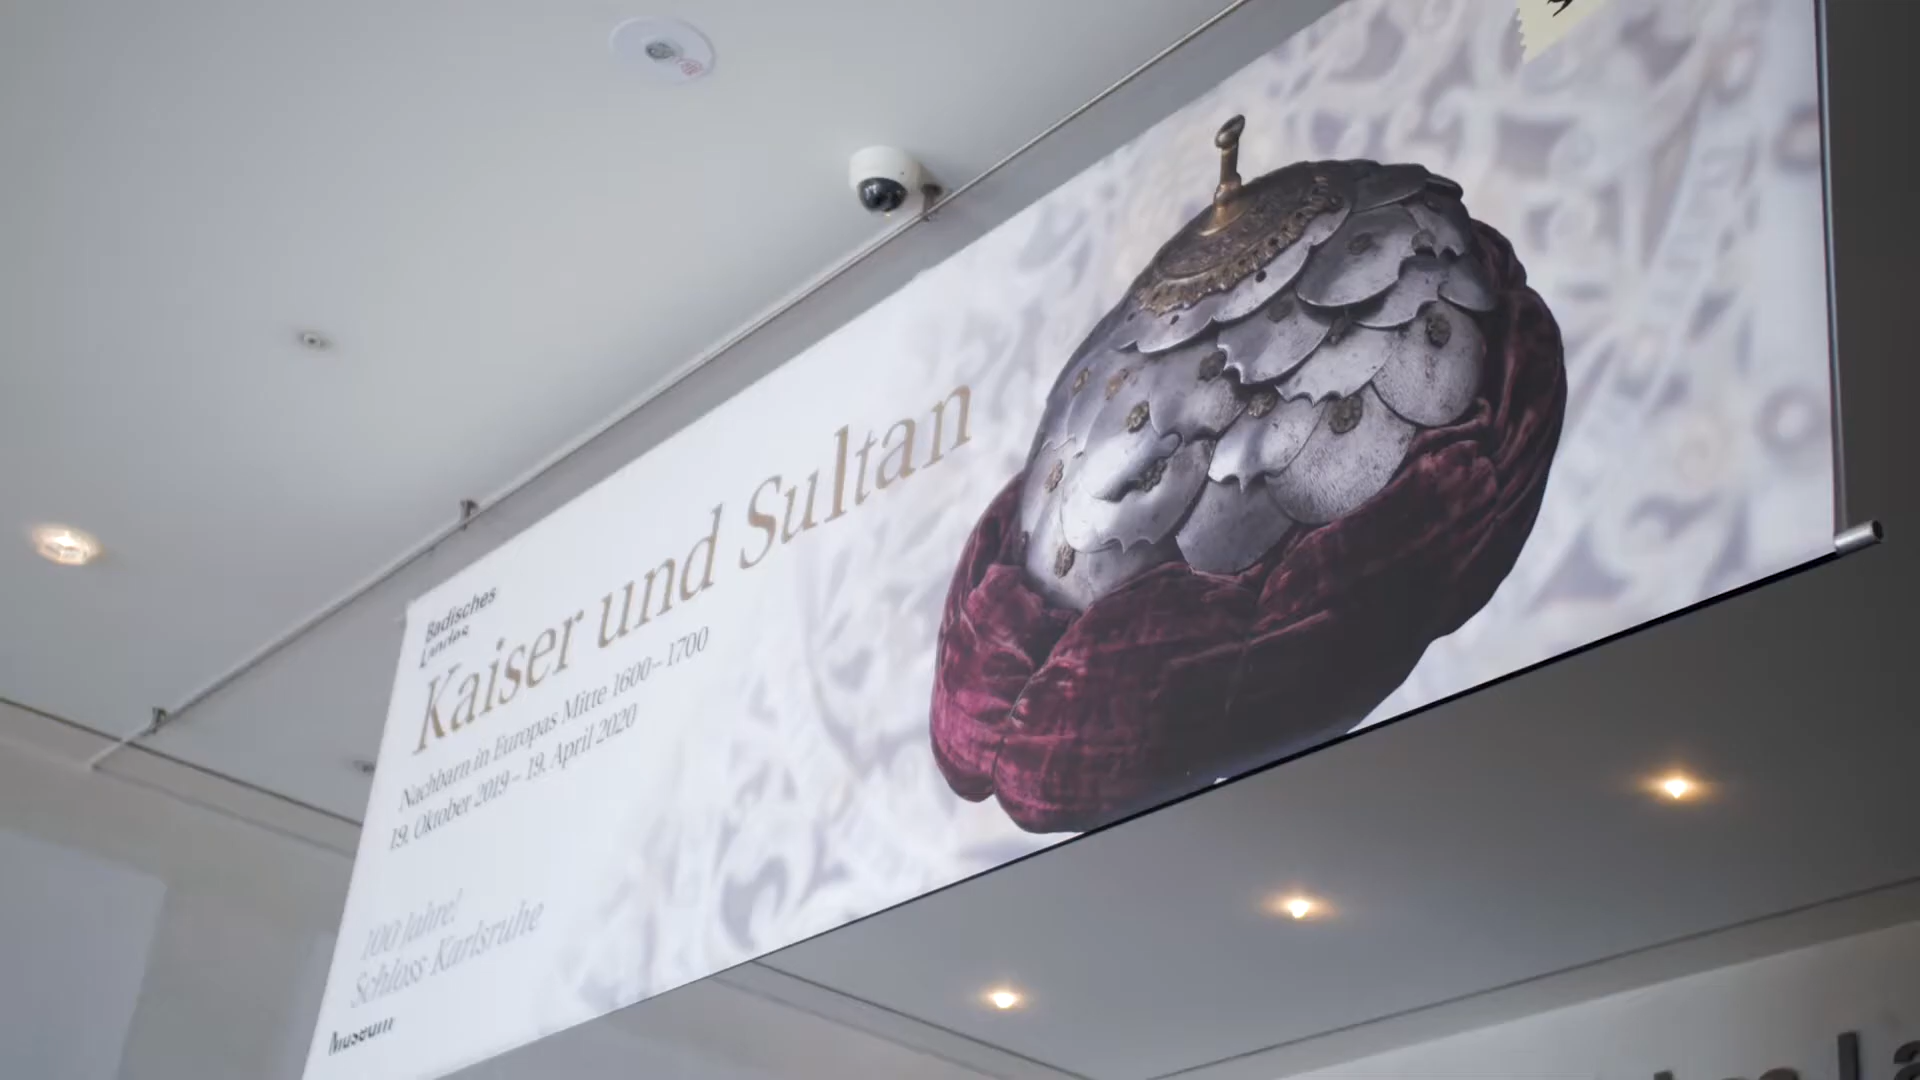 Badisches
Landes
Kaiser und Sultan
Nachbarn in Europas Mitte 1600–1700
19. Oktober 2019 – 19. April 2020
100 Jahre!
Schloss Karlsruhe
Museum